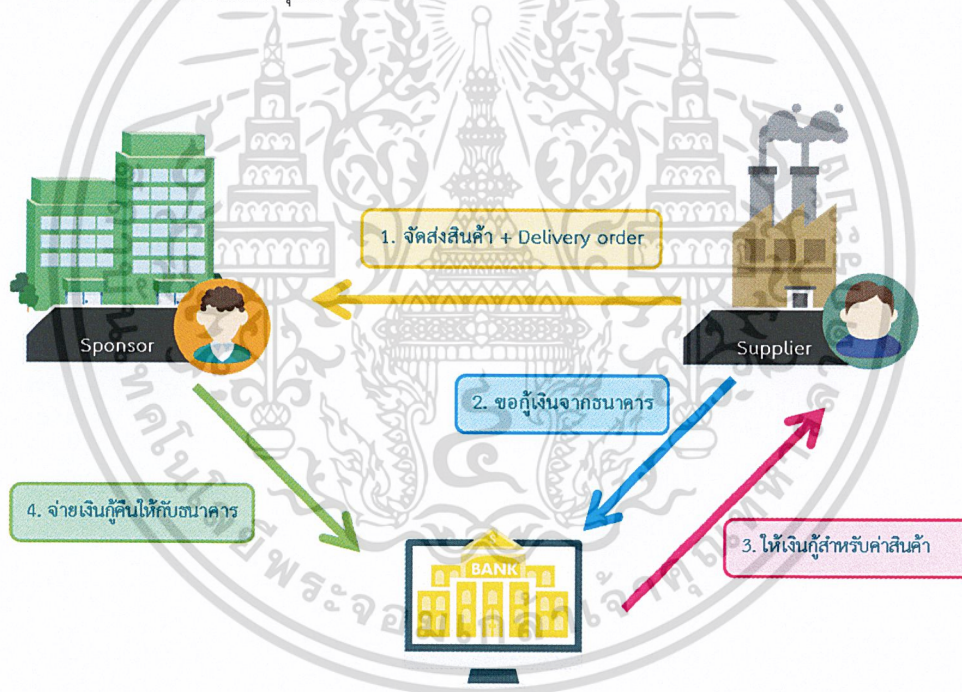 1. จัดส่งสินค้า + Delivery order
Sponsor
Supplier
2. ขอกู้เงินจากธนาคาร
4. จ่ายเงินกู้คืนให้กับธนาคาร
3. ให้เงินกู้สำหรับค่าสินค้า
BANK